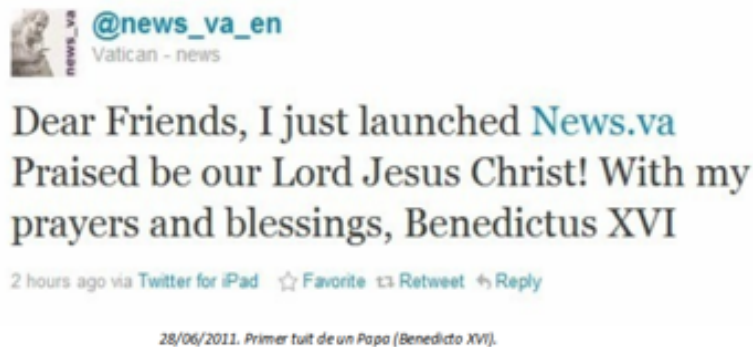 news_va
@news_va_en
Vatican - news
Dear Friends, I just launched News.va
Praised be our Lord Jesus Christ! With my
prayers and blessings, Benedictus XVI
2 hours ago via Twitter for iPad Favorite Retweet Reply
28/06/2011. Primer tuit de un Papa (Benedicto XVI).